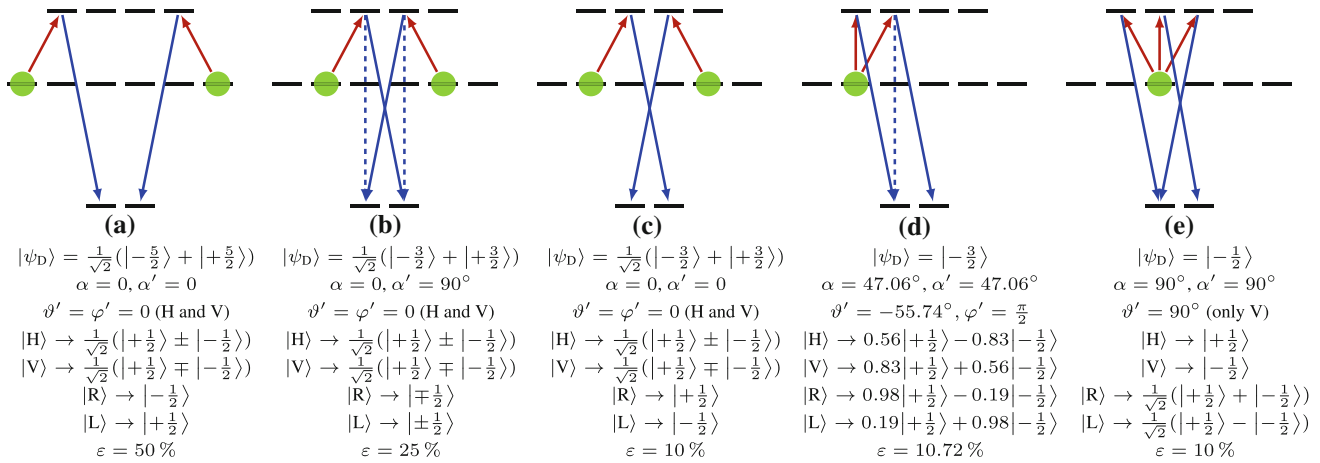 (a) (b) (c) (d) (e)
|ψ_D⟩ = 1/√2(|−5/2⟩ + |+5/2⟩) |ψ_D⟩ = 1/√2(|−3/2⟩ + |+3/2⟩) |ψ_D⟩ = 1/√2(|−3/2⟩ + |+3/2⟩) |ψ_D⟩ = |−3/2⟩ |ψ_D⟩ = |−1/2⟩
α = 0, α′ = 0 α = 0, α′ = 90° α = 0, α′ = 0 α = 47.06°, α′ = 47.06° α = 90°, α′ = 90°
ϑ′ = φ′ = 0 (H and V) ϑ′ = φ′ = 0 (H and V) ϑ′ = φ′ = 0 (H and V) ϑ′ = −55.74°, φ′ = π/2 ϑ′ = 90° (only V)
|H⟩ → 1/√2(|+1/2⟩ ± |−1/2⟩) |H⟩ → 1/√2(|+1/2⟩ ± |−1/2⟩) |H⟩ → 1/√2(|+1/2⟩ ± |−1/2⟩) |H⟩ → 0.56|+1/2⟩ − 0.83|−1/2⟩ |H⟩ → |+1/2⟩
|V⟩ → 1/√2(|+1/2⟩ ∓ |−1/2⟩) |V⟩ → 1/√2(|+1/2⟩ ∓ |−1/2⟩) |V⟩ → 1/√2(|+1/2⟩ ∓ |−1/2⟩) |V⟩ → 0.83|+1/2⟩ + 0.56|−1/2⟩ |V⟩ → |−1/2⟩
|R⟩ → |−1/2⟩ |R⟩ → |∓1/2⟩ |R⟩ → |+1/2⟩ |R⟩ → 0.98|+1/2⟩ − 0.19|−1/2⟩ |R⟩ → 1/√2(|+1/2⟩ + |−1/2⟩)
|L⟩ → |+1/2⟩ |L⟩ → |±1/2⟩ |L⟩ → |−1/2⟩ |L⟩ → 0.19|+1/2⟩ + 0.98|−1/2⟩ |L⟩ → 1/√2(|+1/2⟩ − |−1/2⟩)
ε = 50 % ε = 25 % ε = 10 % ε = 10.72 % ε = 10 %